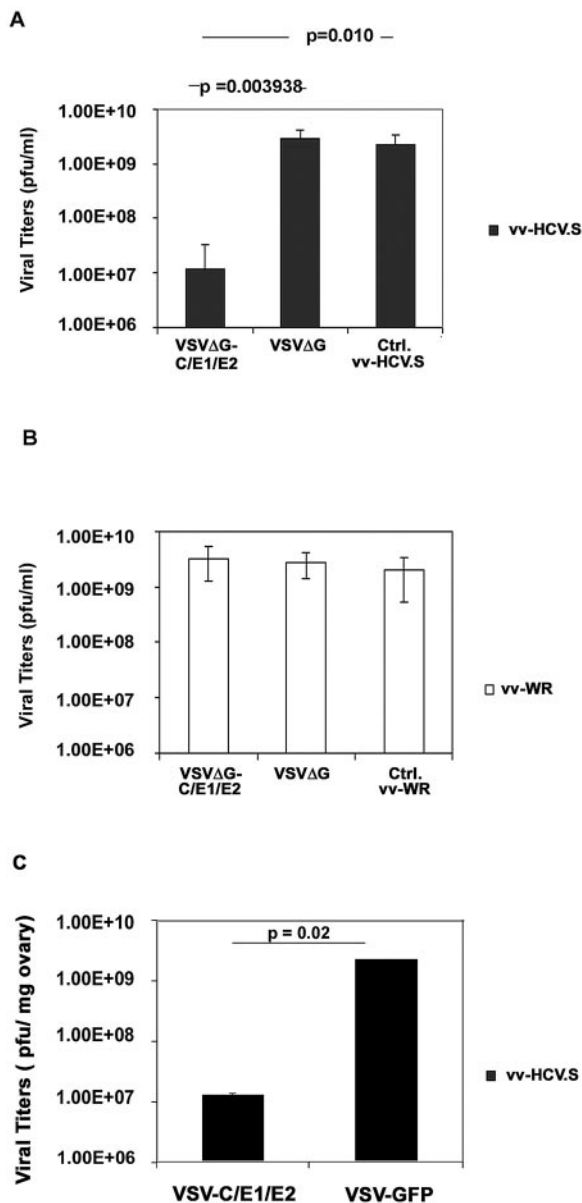 A
p=0.010
p =0.003938
1.00E+10
1.00E+09
1.00E+08
1.00E+07
1.00E+06
Viral Titers (pfu/ml)
VSVΔG-
C/E1/E2
VSVΔG
Ctrl.
vv-HCV.S
vv-HCV.S
B
1.00E+10
1.00E+09
1.00E+08
1.00E+07
1.00E+06
Viral Titers (pfu/ml)
VSVΔG-
C/E1/E2
VSVΔG
Ctrl.
vv-WR
vv-WR
C
p = 0.02
1.00E+10
1.00E+09
1.00E+08
1.00E+07
1.00E+06
Viral Titers ( pfu/ mg ovary)
VSV-C/E1/E2
VSV-GFP
vv-HCV.S